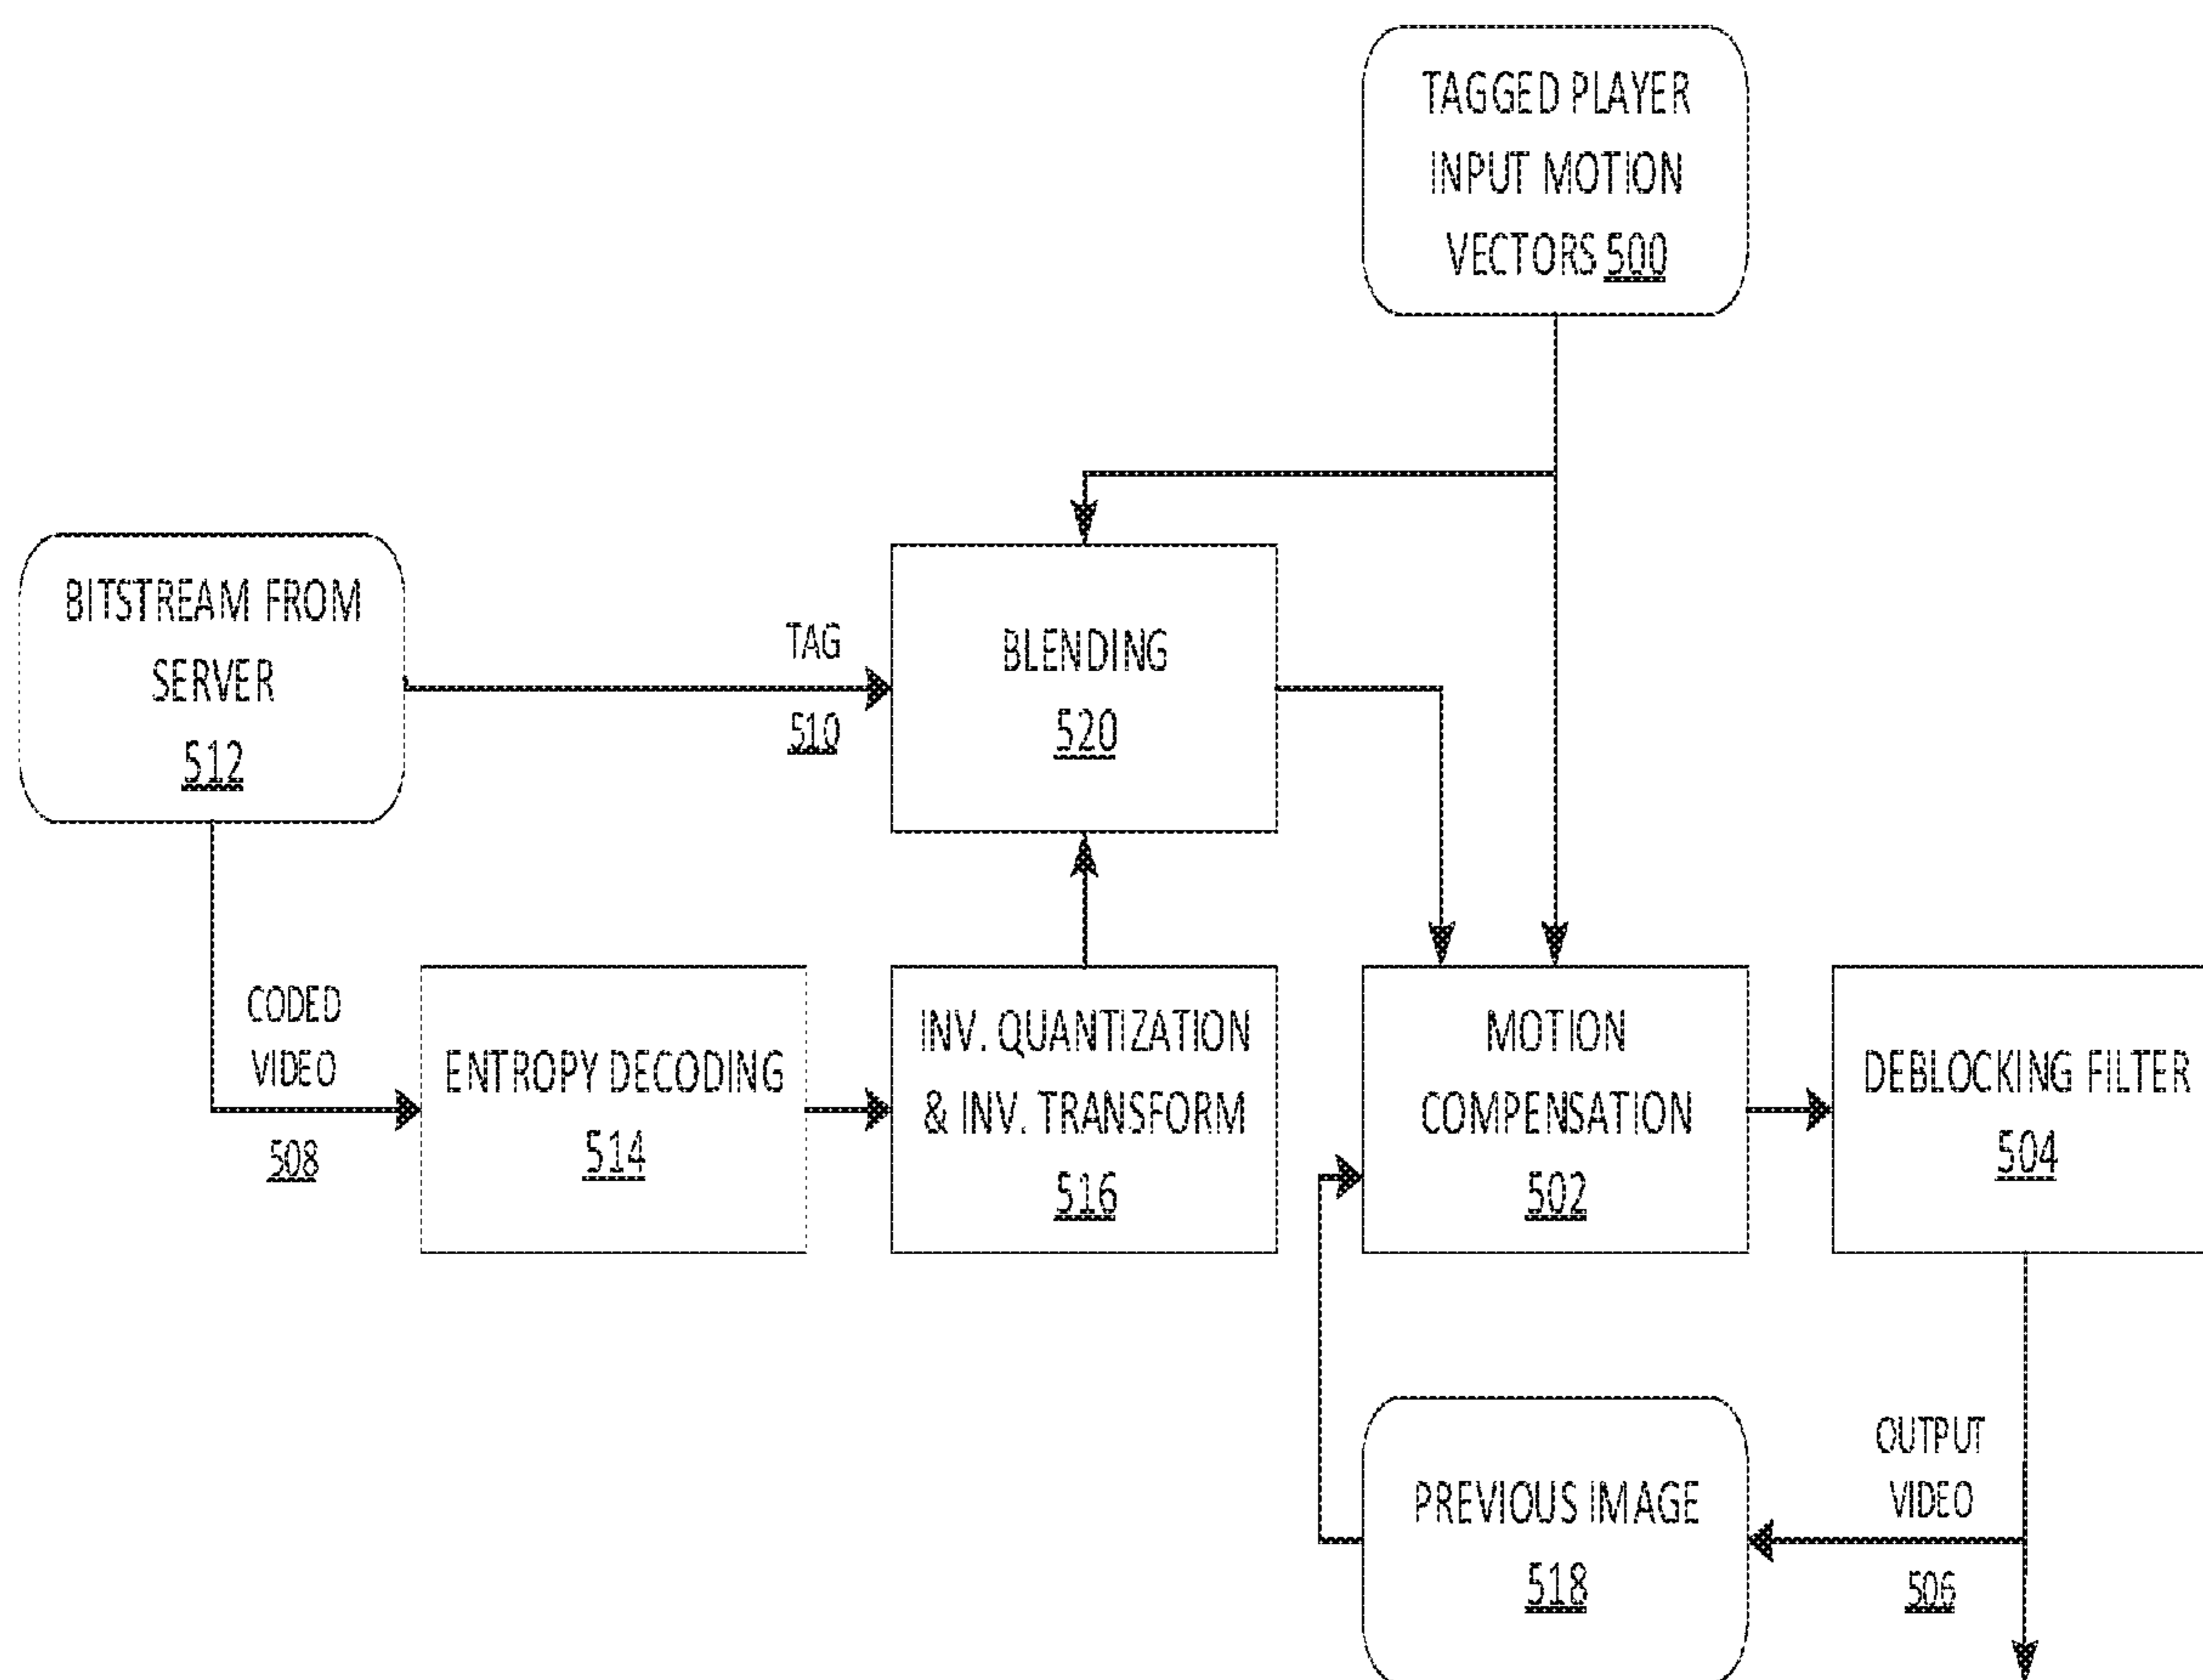 TAGGED PLAYER
INPUT MOTION
VECTORS 500
BITSTREAM FROM
SERVER
512
TAG
510
BLENDING
520
CODED
VIDEO
508
ENTROPY DECODING
514
INV. QUANTIZATION
& INV. TRANSFORM
516
MOTION
COMPENSATION
502
DEBLOCKING FILTER
504
PREVIOUS IMAGE
518
OUTPUT
VIDEO
506